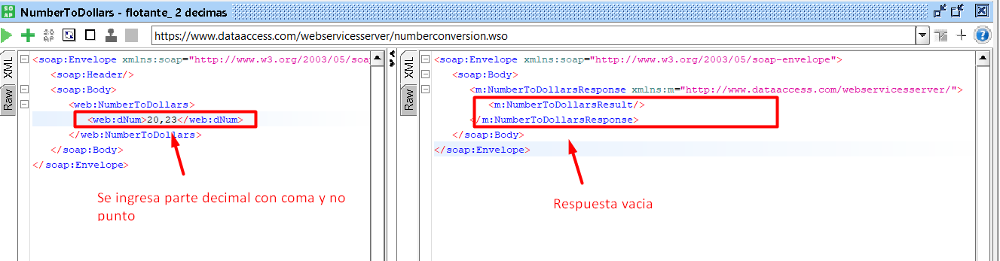 NumberToDollars - flotante_ 2 decimas
https://www.dataaccess.com/webservicesserver/numberconversion.wso
XML
Raw
<soap:Envelope xmlns:soap="http://www.w3.org/2003/05/soap
<soap:Header/>
<soap:Body>
<web:NumberToDollars>
<web:dNum>20,23</web:dNum>
</web:NumberToDollars>
</soap:Body>
</soap:Envelope>
Se ingresa parte decimal con coma y no
punto
XML
Raw
<soap:Envelope xmlns:soap="http://www.w3.org/2003/05/soap-envelope">
<soap:Body>
<m:NumberToDollarsResponse xmlns:m="http://www.dataaccess.com/webservicesserver/">
<m:NumberToDollarsResult/>
</m:NumberToDollarsResponse>
</soap:Body>
</soap:Envelope>
Respuesta vacia